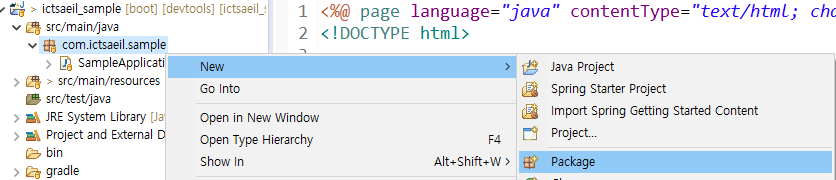 > ictsaeil_sample [boot] [devtools] [ictsaeil_s
src/main/java
com.ictsaeil.sample
SampleApplicati
> src/main/resources
src/test/java
JRE System Library [Jav
Project and External D
bin
gradle
1 <%@ page language="java" contentType="text/html; cha
2 <!DOCTYPE html>
New
Go Into
Open in New Window
Open Type Hierarchy F4
Show In Alt+Shift+W >
Java Project
Spring Starter Project
Import Spring Getting Started Content
Project...
Package